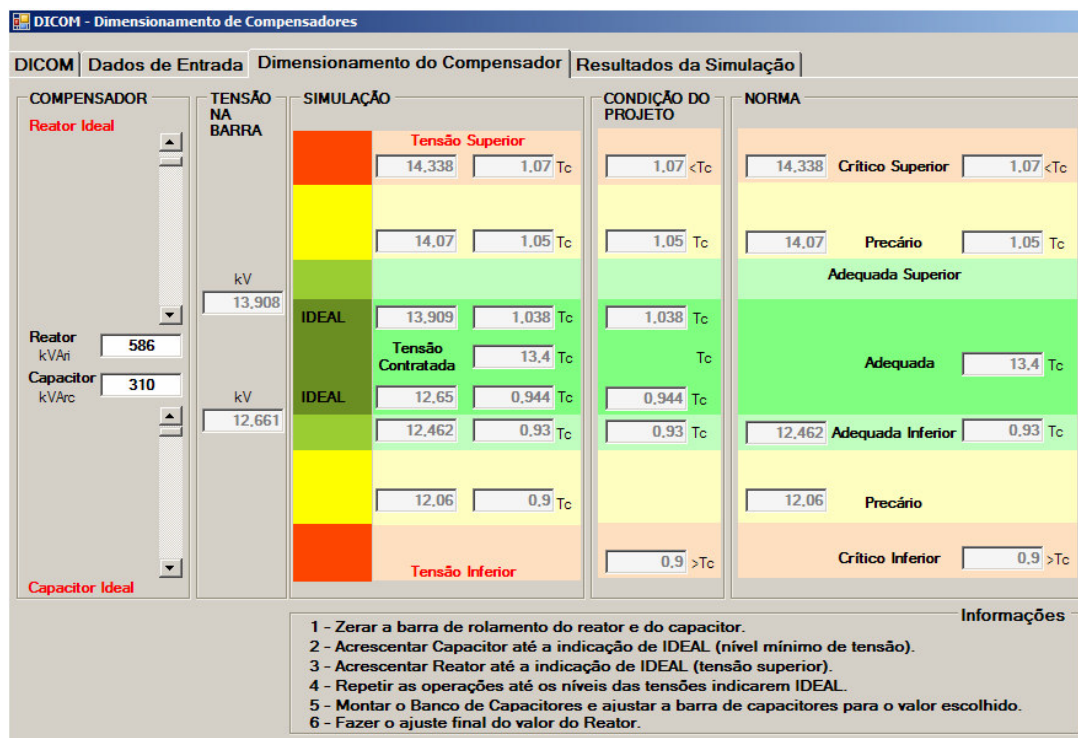 DICOM - Dimensionamento de Compensadores
DICOM Dados de Entrada Dimensionamento do Compensador Resultados da Simulação
COMPENSADOR
Reator Ideal
Reator
kVAri
586
Capacitor
kVArc
310
Capacitor Ideal
TENSÃO
NA
BARRA
kV
13,908
kV
12,661
SIMULAÇÃO
Tensão Superior
14,338 1,07 Tc
14,07 1,05 Tc
IDEAL 13,909 1,038 Tc
Tensão
Contratada
13,4 Tc
IDEAL 12,65 0,944 Tc
12,462 0,93 Tc
12,06 0,9 Tc
Tensão Inferior
CONDIÇÃO DO
PROJETO
1,07 <Tc
1,05 Tc
1,038 Tc
Tc
0,944 Tc
0,93 Tc
0,9 >Tc
NORMA
14,338 Crítico Superior 1,07 <Tc
14,07 Precário 1,05 Tc
Adequada Superior
Adequada 13,4 Tc
12,462 Adequada Inferior 0,93 Tc
12,06 Precário
Crítico Inferior 0,9 >Tc
Informações
1 - Zerar a barra de rolamento do reator e do capacitor.
2 - Acrescentar Capacitor até a indicação de IDEAL (nível mínimo de tensão).
3 - Acrescentar Reator até a indicação de IDEAL (tensão superior).
4 - Repetir as operações até os níveis das tensões indicarem IDEAL.
5 - Montar o Banco de Capacitores e ajustar a barra de capacitores para o valor escolhido.
6 - Fazer o ajuste final do valor do Reator.